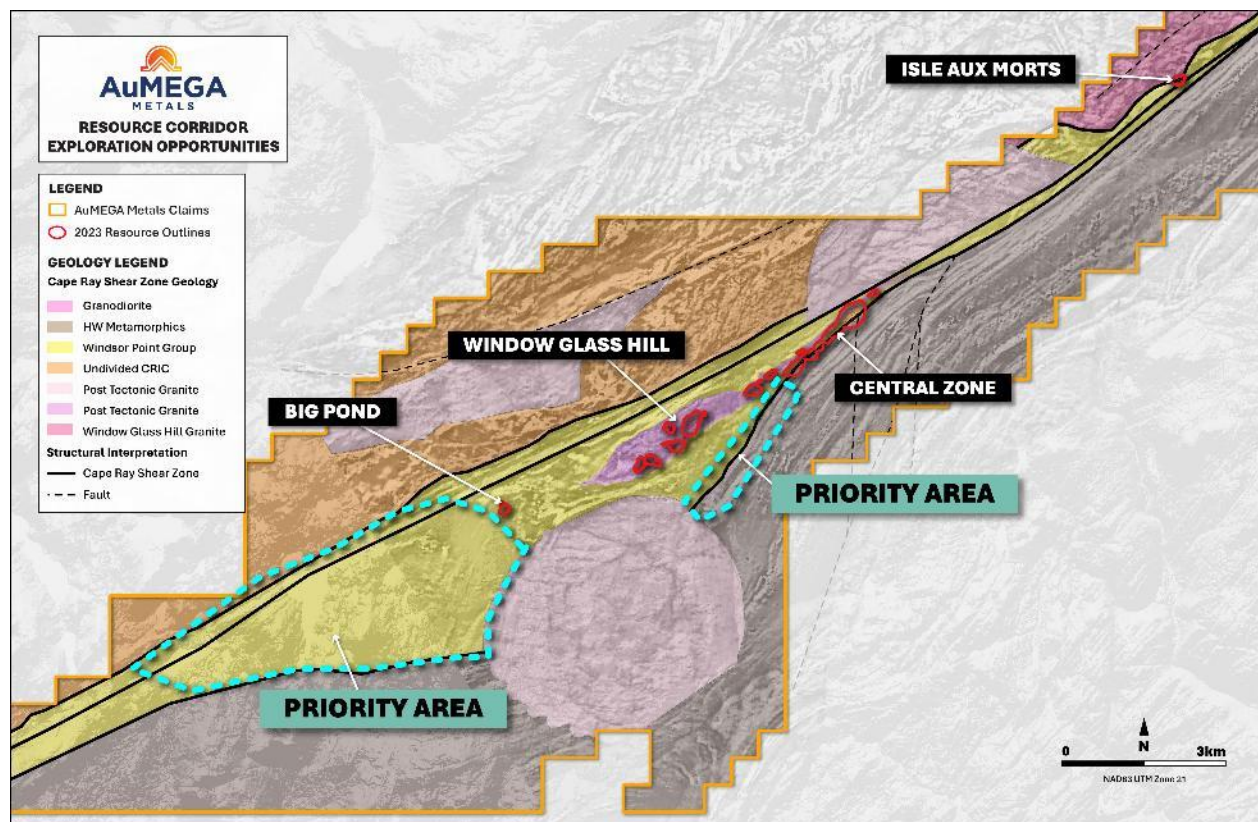 AuMEGA
METALS
RESOURCE CORRIDOR
EXPLORATION OPPORTUNITIES
LEGEND
AuMEGA Metals Claims
2023 Resource Outlines
GEOLOGY LEGEND
Cape Ray Shear Zone Geology
Granodiorite
HW Metamorphics
Windsor Point Group
Undivided CRIC
Post Tectonic Granite
Post Tectonic Granite
Window Glass Hill Granite
Structural Interpretation
Cape Ray Shear Zone
Fault
ISLE AUX MORTS
WINDOW GLASS HILL
CENTRAL ZONE
BIG POND
PRIORITY AREA
PRIORITY AREA
0 N 3km
NAD83 UTM Zone 21